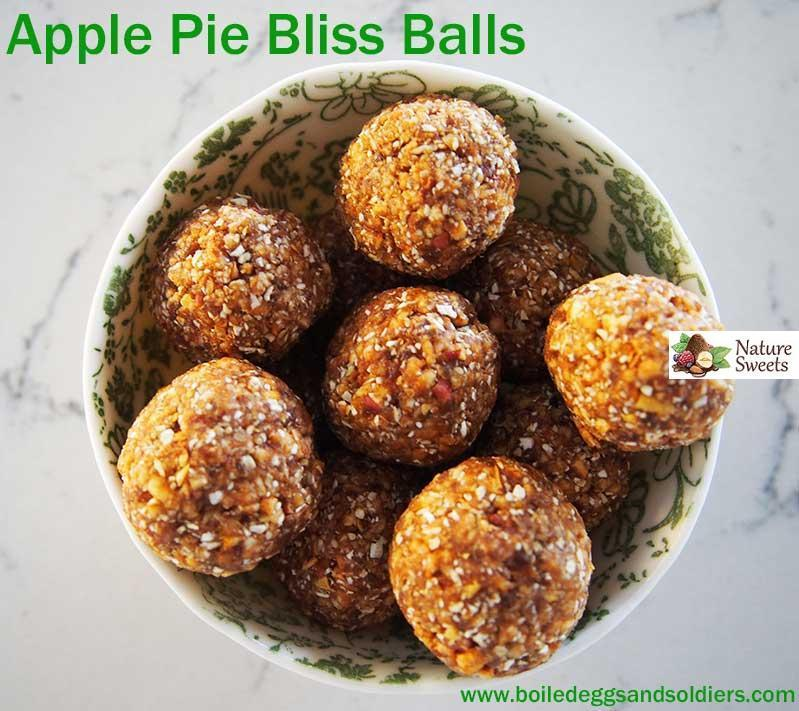 Apple Pie Bliss Balls
Nature
Sweets
www.boiledeggsandsoldiers.com